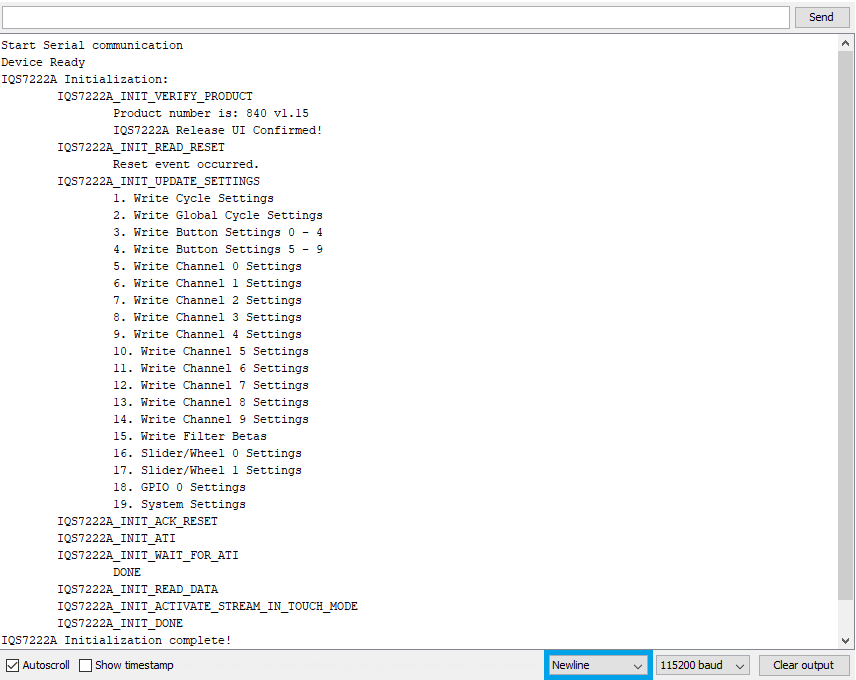 Send
Start Serial communication
Device Ready
IQS7222A Initialization:
IQS7222A_INIT_VERIFY_PRODUCT
Product number is: 840 v1.15
IQS7222A Release UI Confirmed!
IQS7222A_INIT_READ_RESET
Reset event occurred.
IQS7222A_INIT_UPDATE_SETTINGS
1. Write Cycle Settings
2. Write Global Cycle Settings
3. Write Button Settings 0 - 4
4. Write Button Settings 5 - 9
5. Write Channel 0 Settings
6. Write Channel 1 Settings
7. Write Channel 2 Settings
8. Write Channel 3 Settings
9. Write Channel 4 Settings
10. Write Channel 5 Settings
11. Write Channel 6 Settings
12. Write Channel 7 Settings
13. Write Channel 8 Settings
14. Write Channel 9 Settings
15. Write Filter Betas
16. Slider/Wheel 0 Settings
17. Slider/Wheel 1 Settings
18. GPIO 0 Settings
19. System Settings
IQS7222A_INIT_ACK_RESET
IQS7222A_INIT_ATI
IQS7222A_INIT_WAIT_FOR_ATI
DONE
IQS7222A_INIT_READ_DATA
IQS7222A_INIT_ACTIVATE_STREAM_IN_TOUCH_MODE
IQS7222A_INIT_DONE
IQS7222A Initialization complete!
Autoscroll Show timestamp Newline 115200 baud Clear output